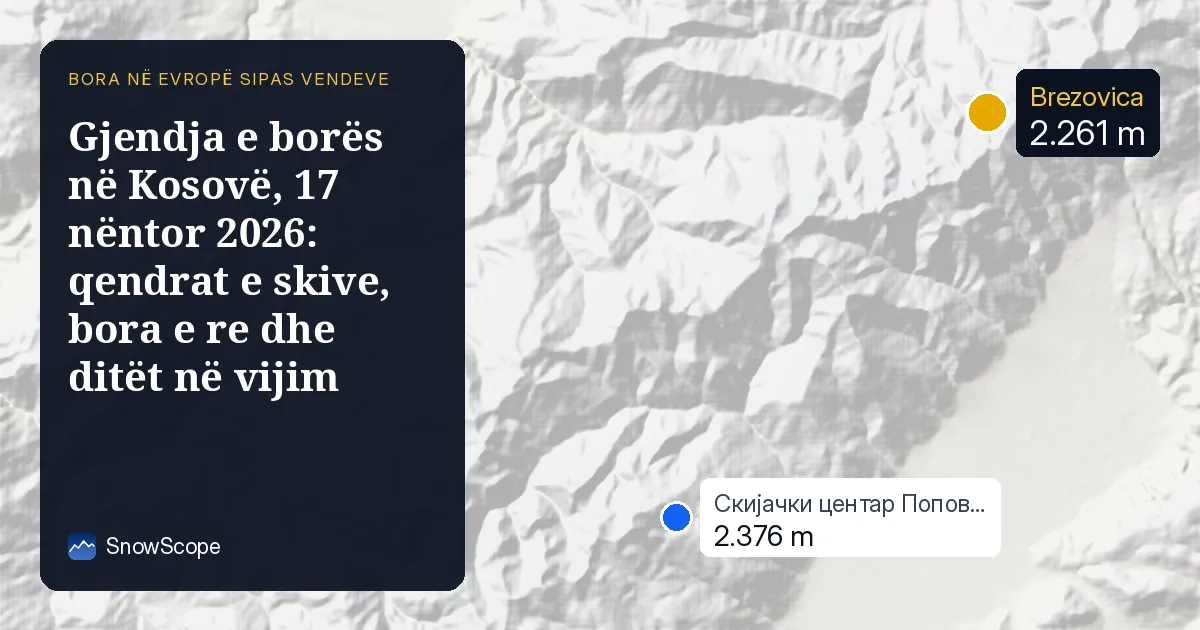 BORA NË EVROPË SIPAS VENDEVE
Gjendja e borës
në Kosovë, 17
nëntor 2026:
qendrat e skive,
bora e re dhe
ditët në vijim
SnowScope
Brezovica
2.261 m
Скијачки центар Попов...
2.376 m